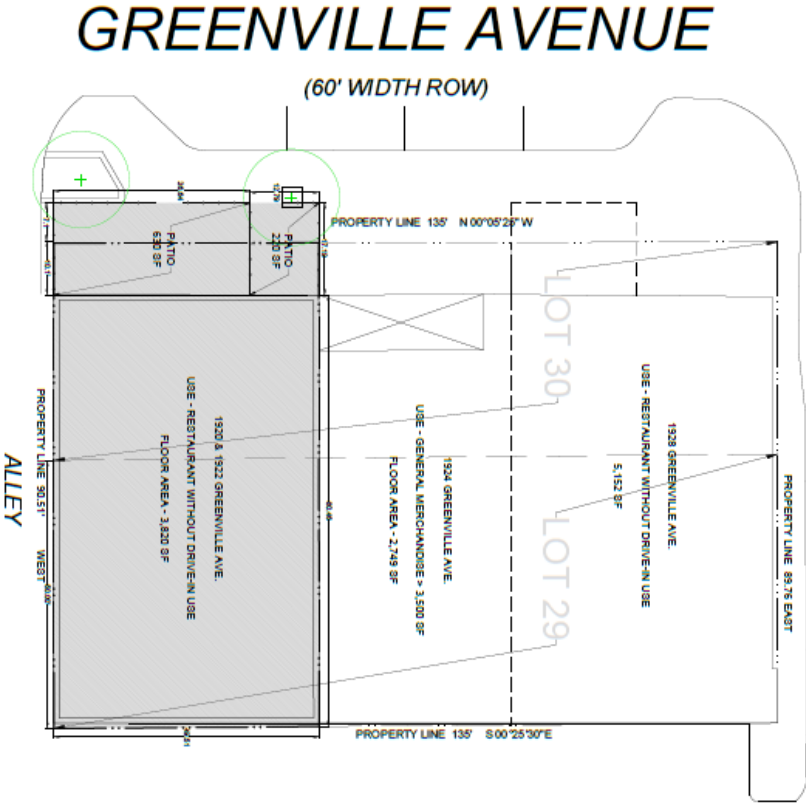 GREENVILLE AVENUE
(60' WIDTH ROW)
PROPERTY LINE 135' N 00°05'25" W
PATIO
630 SF
PATIO
220 SF
LOT 30
LOT 29
1920 & 1922 GREENVILLE AVE.
USE - RESTAURANT WITHOUT DRIVE-IN USE
FLOOR AREA - 3,820 SF
1924 GREENVILLE AVE.
USE - GENERAL MERCHANDISE > 3,500 SF
FLOOR AREA - 2,749 SF
1928 GREENVILLE AVE.
USE - RESTAURANT WITHOUT DRIVE-IN USE
5,152 SF
PROPERTY LINE 90.51' WEST
ALLEY
PROPERTY LINE 89.76 EAST
PROPERTY LINE 135' S 00°25'30"E